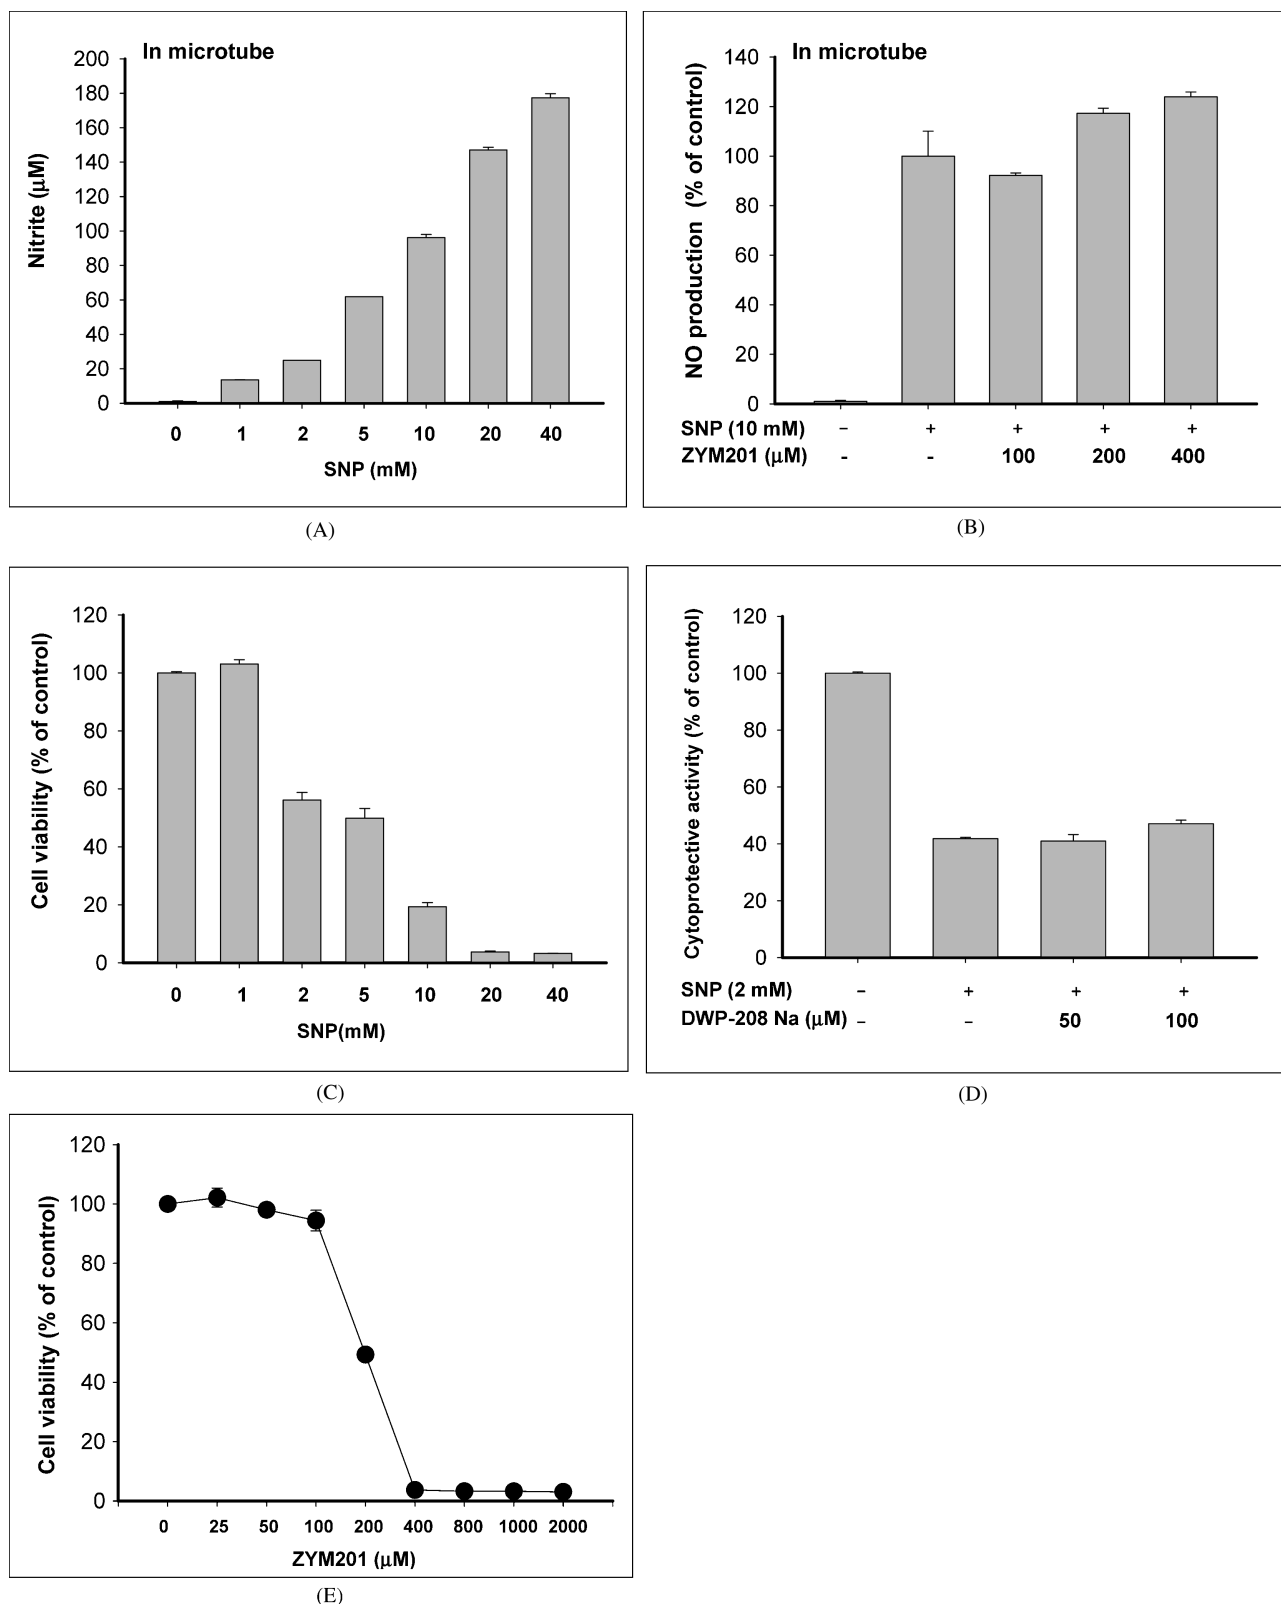 In microtube
Nitrite (µM)
200
180
160
140
120
100
80
60
40
20
0
0 1 2 5 10 20 40
SNP (mM)
(A)
In microtube
NO production (% of control)
140
120
100
80
60
40
20
0
SNP (10 mM) – + + + +
ZYM201 (µM) - - 100 200 400
(B)
Cell viability (% of control)
120
100
80
60
40
20
0
0 1 2 5 10 20 40
SNP(mM)
(C)
Cytoprotective activity (% of control)
120
100
80
60
40
20
0
SNP (2 mM) – + + +
DWP-208 Na (µM) – – 50 100
(D)
Cell viability (% of control)
120
100
80
60
40
20
0
0 25 50 100 200 400 800 1000 2000
ZYM201 (µM)
(E)